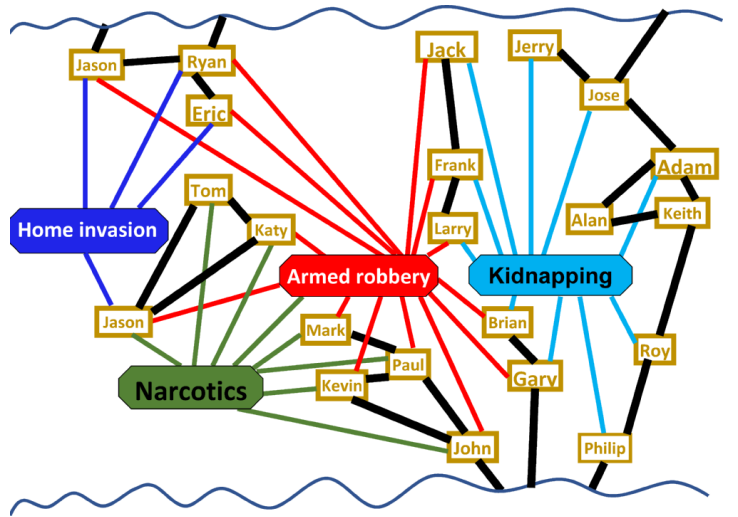 Jack
Jerry
Jason
Ryan
Jose
Eric
Frank
Adam
Tom
Alan
Keith
Home invasion
Katy
Larry
Armed robbery
Kidnapping
Jason
Mark
Brian
Roy
Paul
Narcotics
Kevin
Gary
John
Philip